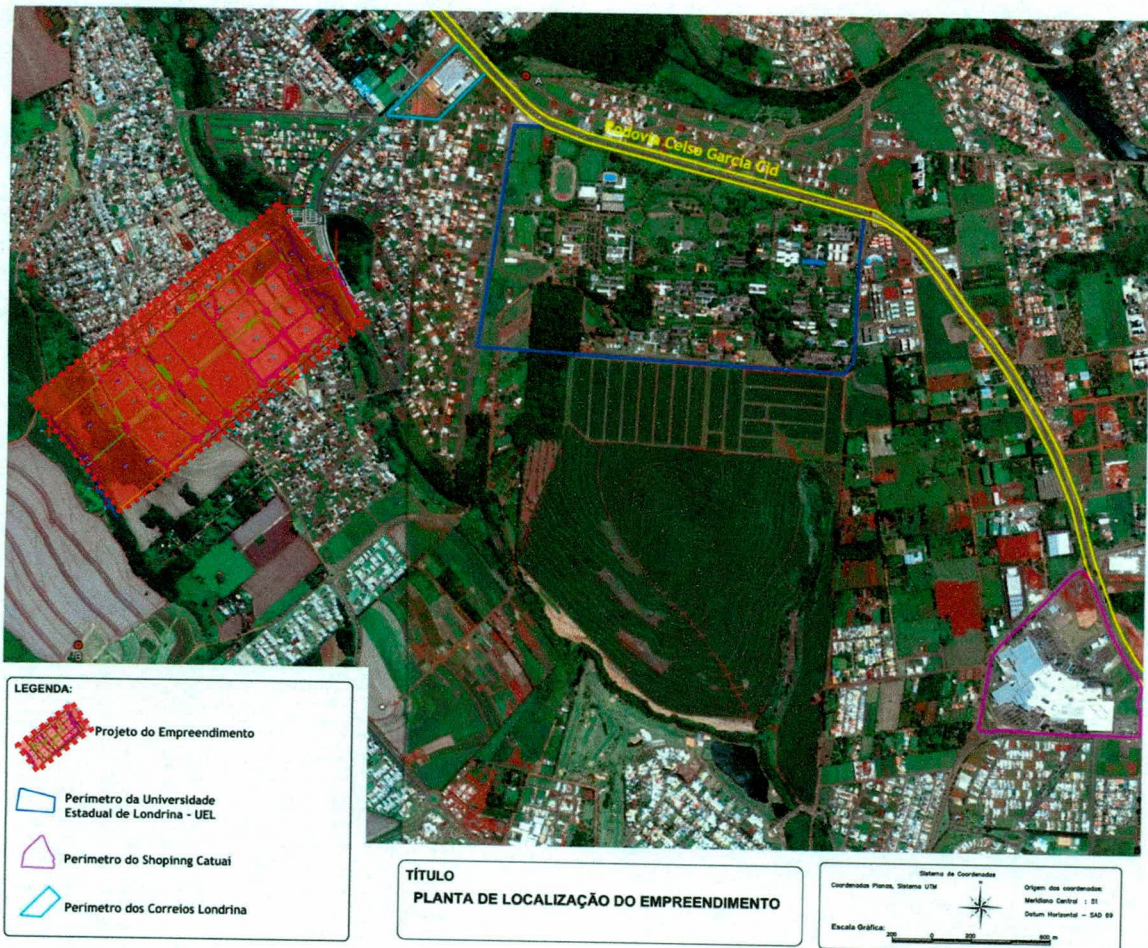 A
Rodovia Celso Garcia Cid
B
LEGENDA:
Projeto do Empreendimento
Perímetro da Universidade
Estadual de Londrina - UEL
Perímetro do Shopinng Catuaí
Perímetro dos Correios Londrina
TÍTULO
PLANTA DE LOCALIZAÇÃO DO EMPREENDIMENTO
Sistema de Coordenadas
Coordenadas Planas, Sistema UTM
Origem das coordenadas:
Meridiano Central : 51
Datum Horizontal - SAD 69
Escala Gráfica:
200 0 200 600 m